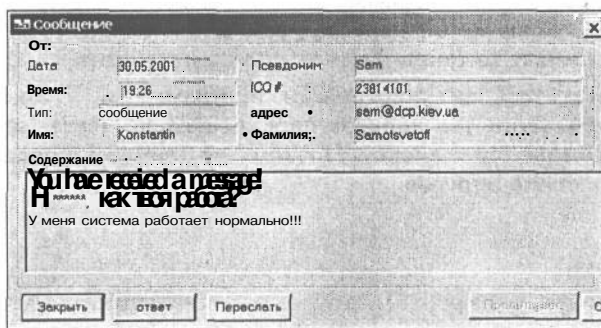 Сообщение
От:
Дата 30.05.2001 Псевдоним Sam
Время: 19.26 ICQ # : 23814101
Тип: сообщение адрес • sam@dcp.kiev.ua
Имя: Konstantin • Фамилия;. Samotsvetoff
Содержание
You have received a message!
Н******, как твоя работа?
У меня система работает нормально!!!
Закрыть ответ Переслать